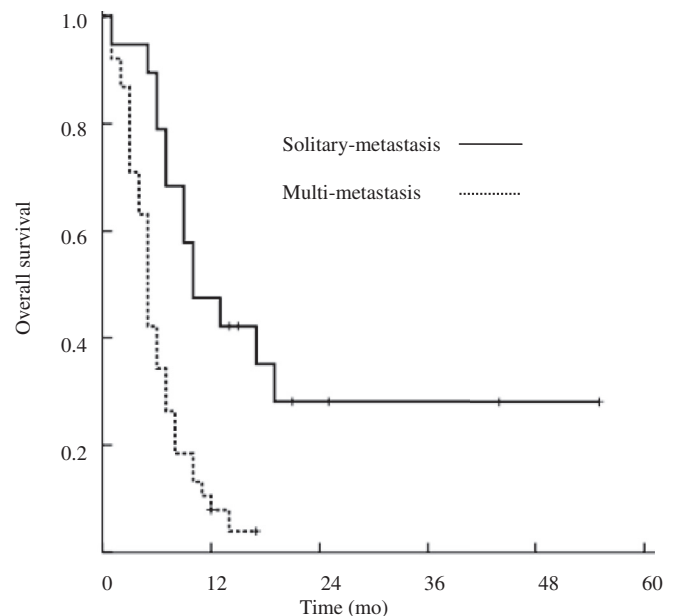 1.0
0.8
0.6
0.4
0.2
Overall survival
Solitary-metastasis
Multi-metastasis
0 12 24 36 48 60
Time (mo)